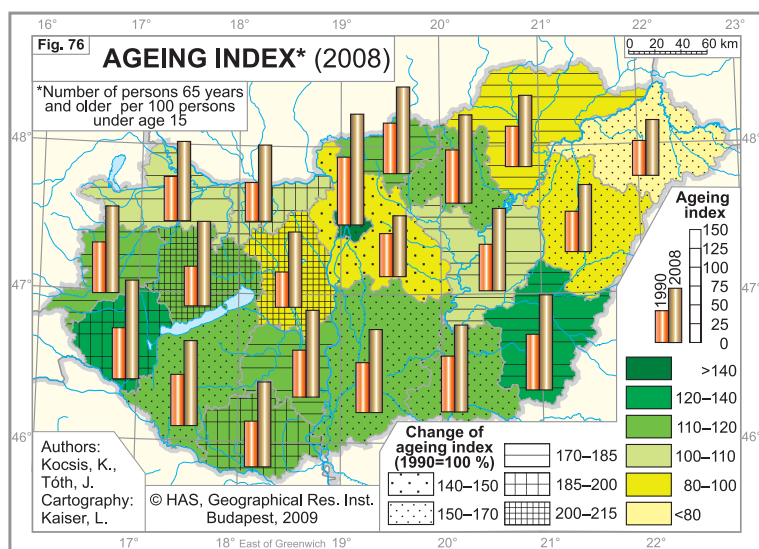 16° 17° 18° 19° 20° 21° 22° 23°
Fig. 76
AGEING INDEX* (2008)
0 20 40 60 km
*Number of persons 65 years
and older per 100 persons
under age 15
48° 48°
Ageing
index
150
125
100
75
50
25
0
1990
2008
47° 47°
>140
120–140
110–120
100–110
80–100
<80
46° 46°
Authors:
Kocsis, K.,
Tóth, J.
Cartography:
Kaiser, L.
© HAS, Geographical Res. Inst.
Budapest, 2009
Change of
ageing index
(1990=100 %)
140–150
150–170
170–185
185–200
200–215
17° 18° East of Greenwich 19° 20° 21° 22°